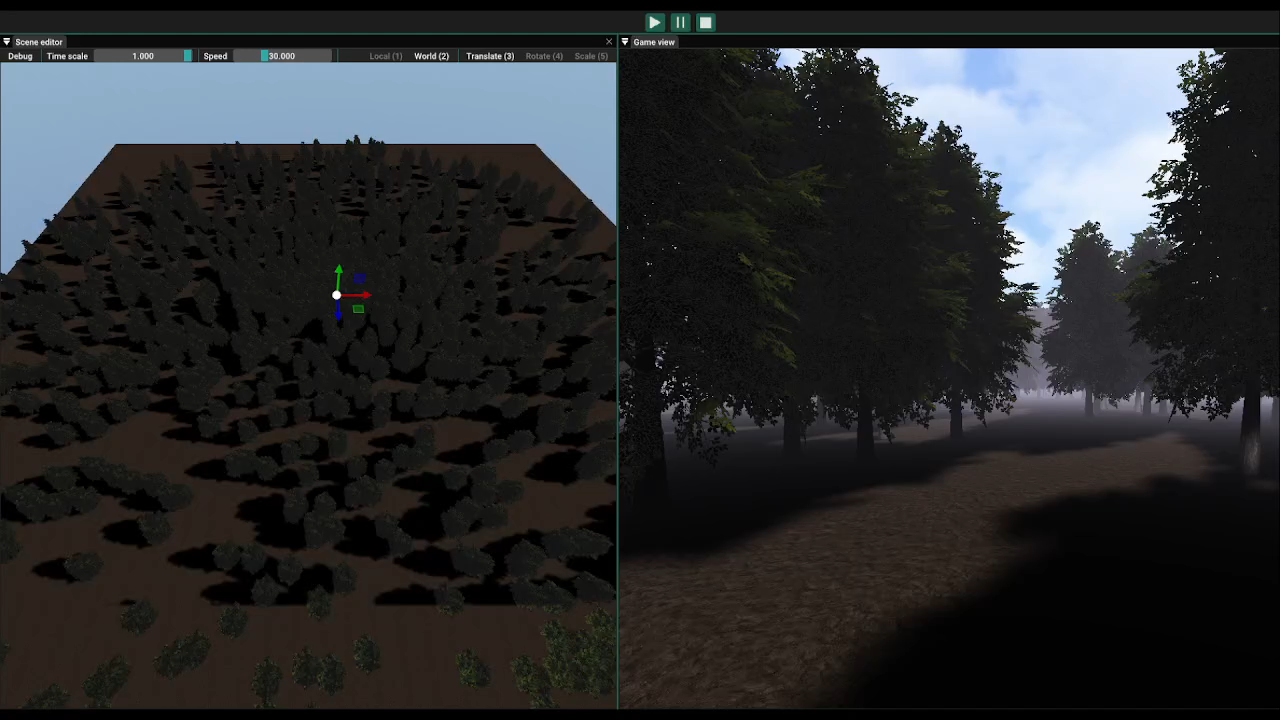 Scene editor
Game view
Debug Time scale 1.000 Speed 30.000 Local (1) World (2) Translate (3) Rotate (4) Scale (5)